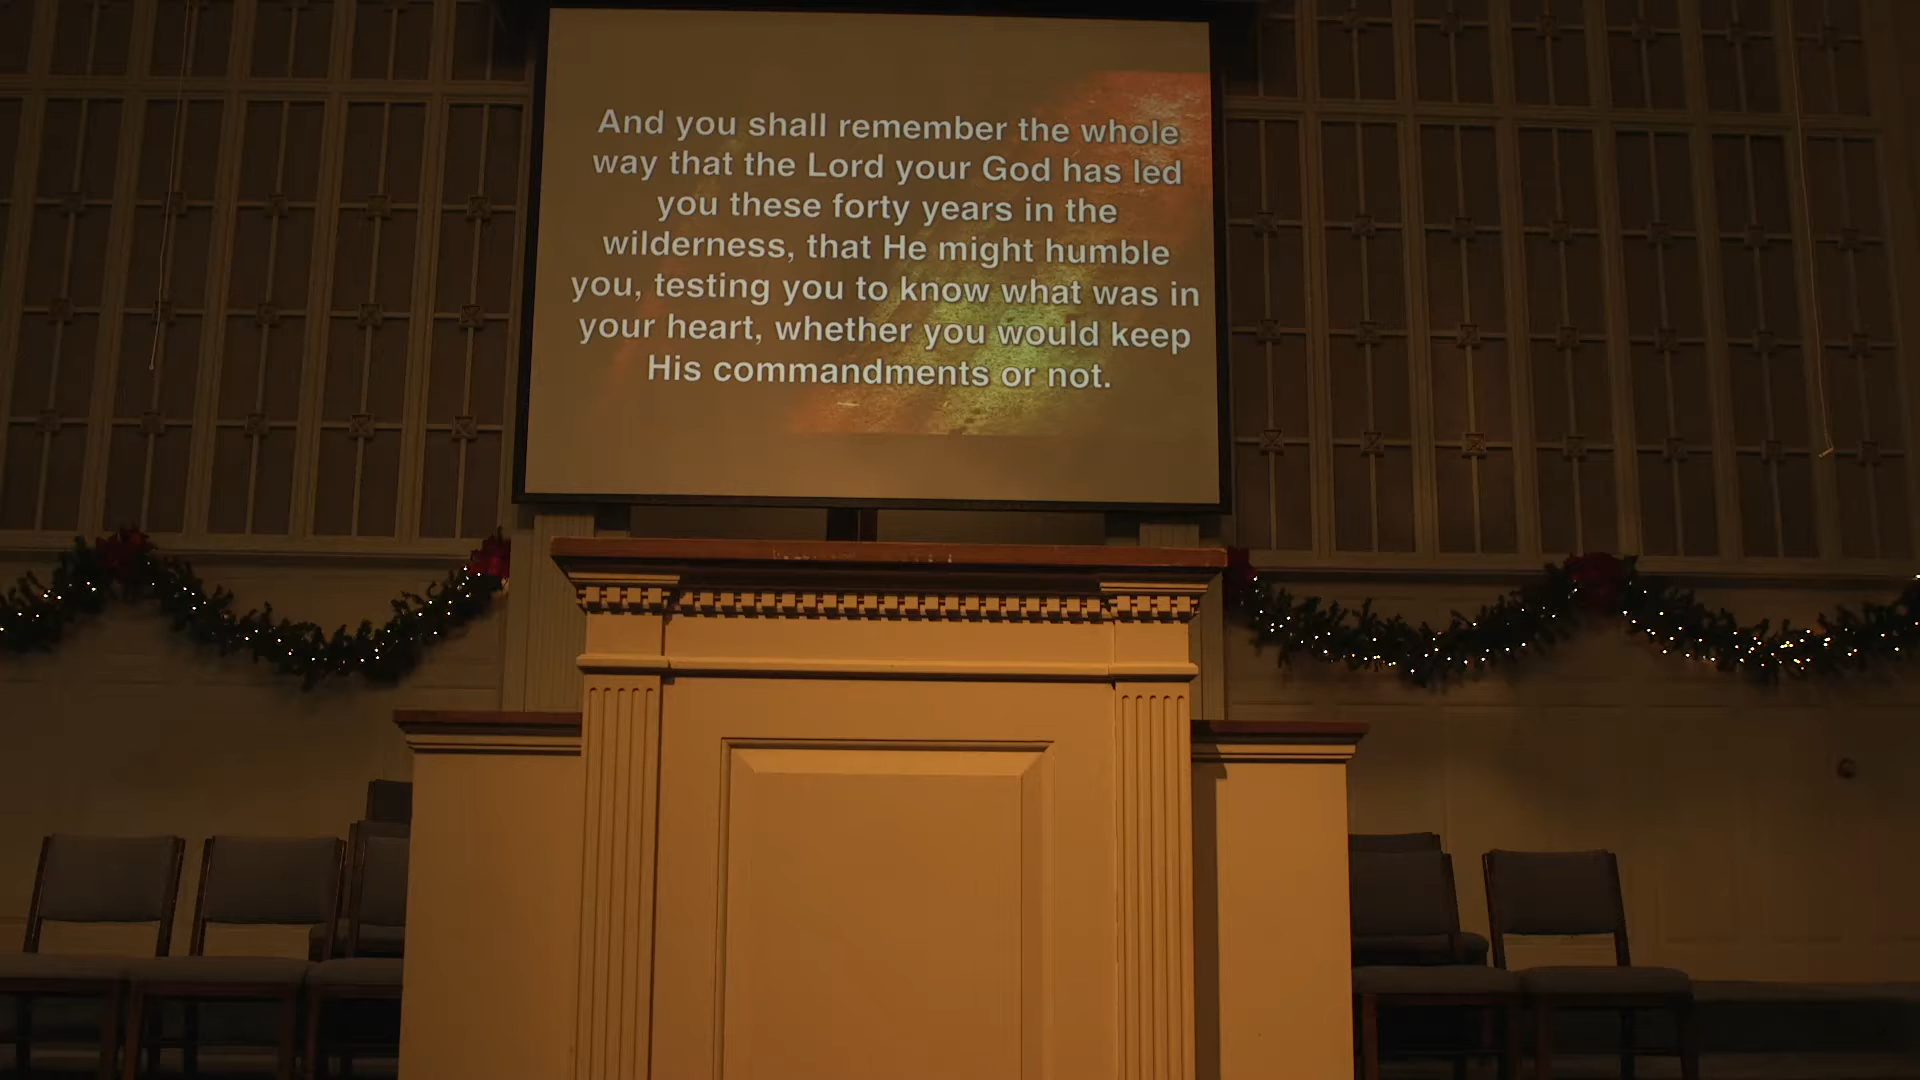 And you shall remember the whole
way that the Lord your God has led
you these forty years in the
wilderness, that He might humble
you, testing you to know what was in
your heart, whether you would keep
His commandments or not.